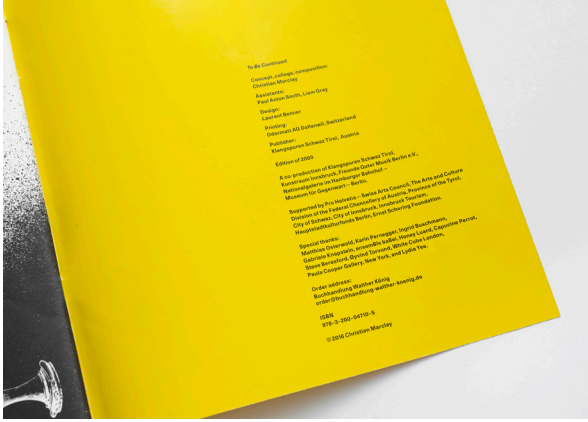 To Be Continued
Concept, collage, composition:
Christian Marclay
Assistants:
Paul Anton Smith, Liam Gray
Design:
Laurent Benner
Printing:
Odermatt AG Dallenwil, Switzerland
Publisher:
Klangspuren Schwaz Tirol, Austria
Edition of 2000
A co-production of Klangspuren Schwaz Tirol,
Kunstraum Innsbruck, Freunde Guter Musik Berlin e.V.,
Nationalgalerie im Hamburger Bahnhof –
Museum für Gegenwart – Berlin.
Supported by Pro Helvetia – Swiss Arts Council, The Arts and Culture
Division of the Federal Chancellery of Austria, Province of the Tyrol,
City of Schwaz, City of Innsbruck, Innsbruck Tourism,
Hauptstadtkulturfonds Berlin, Ernst Schering Foundation.
Special thanks:
Matthias Osterwold, Karin Pernegger, Ingrid Buschmann,
Gabriele Knapstein, ensemBle baBel, Honey Luard, Capucine Perrot,
Steve Beresford, Øyvind Torvund, White Cube London,
Paula Cooper Gallery, New York, and Lydia Yee.
Order address:
Buchhandlung Walther König
order@buchhandlung-walther-koenig.de
ISBN
978-3-200-04710-5
© 2016 Christian Marclay